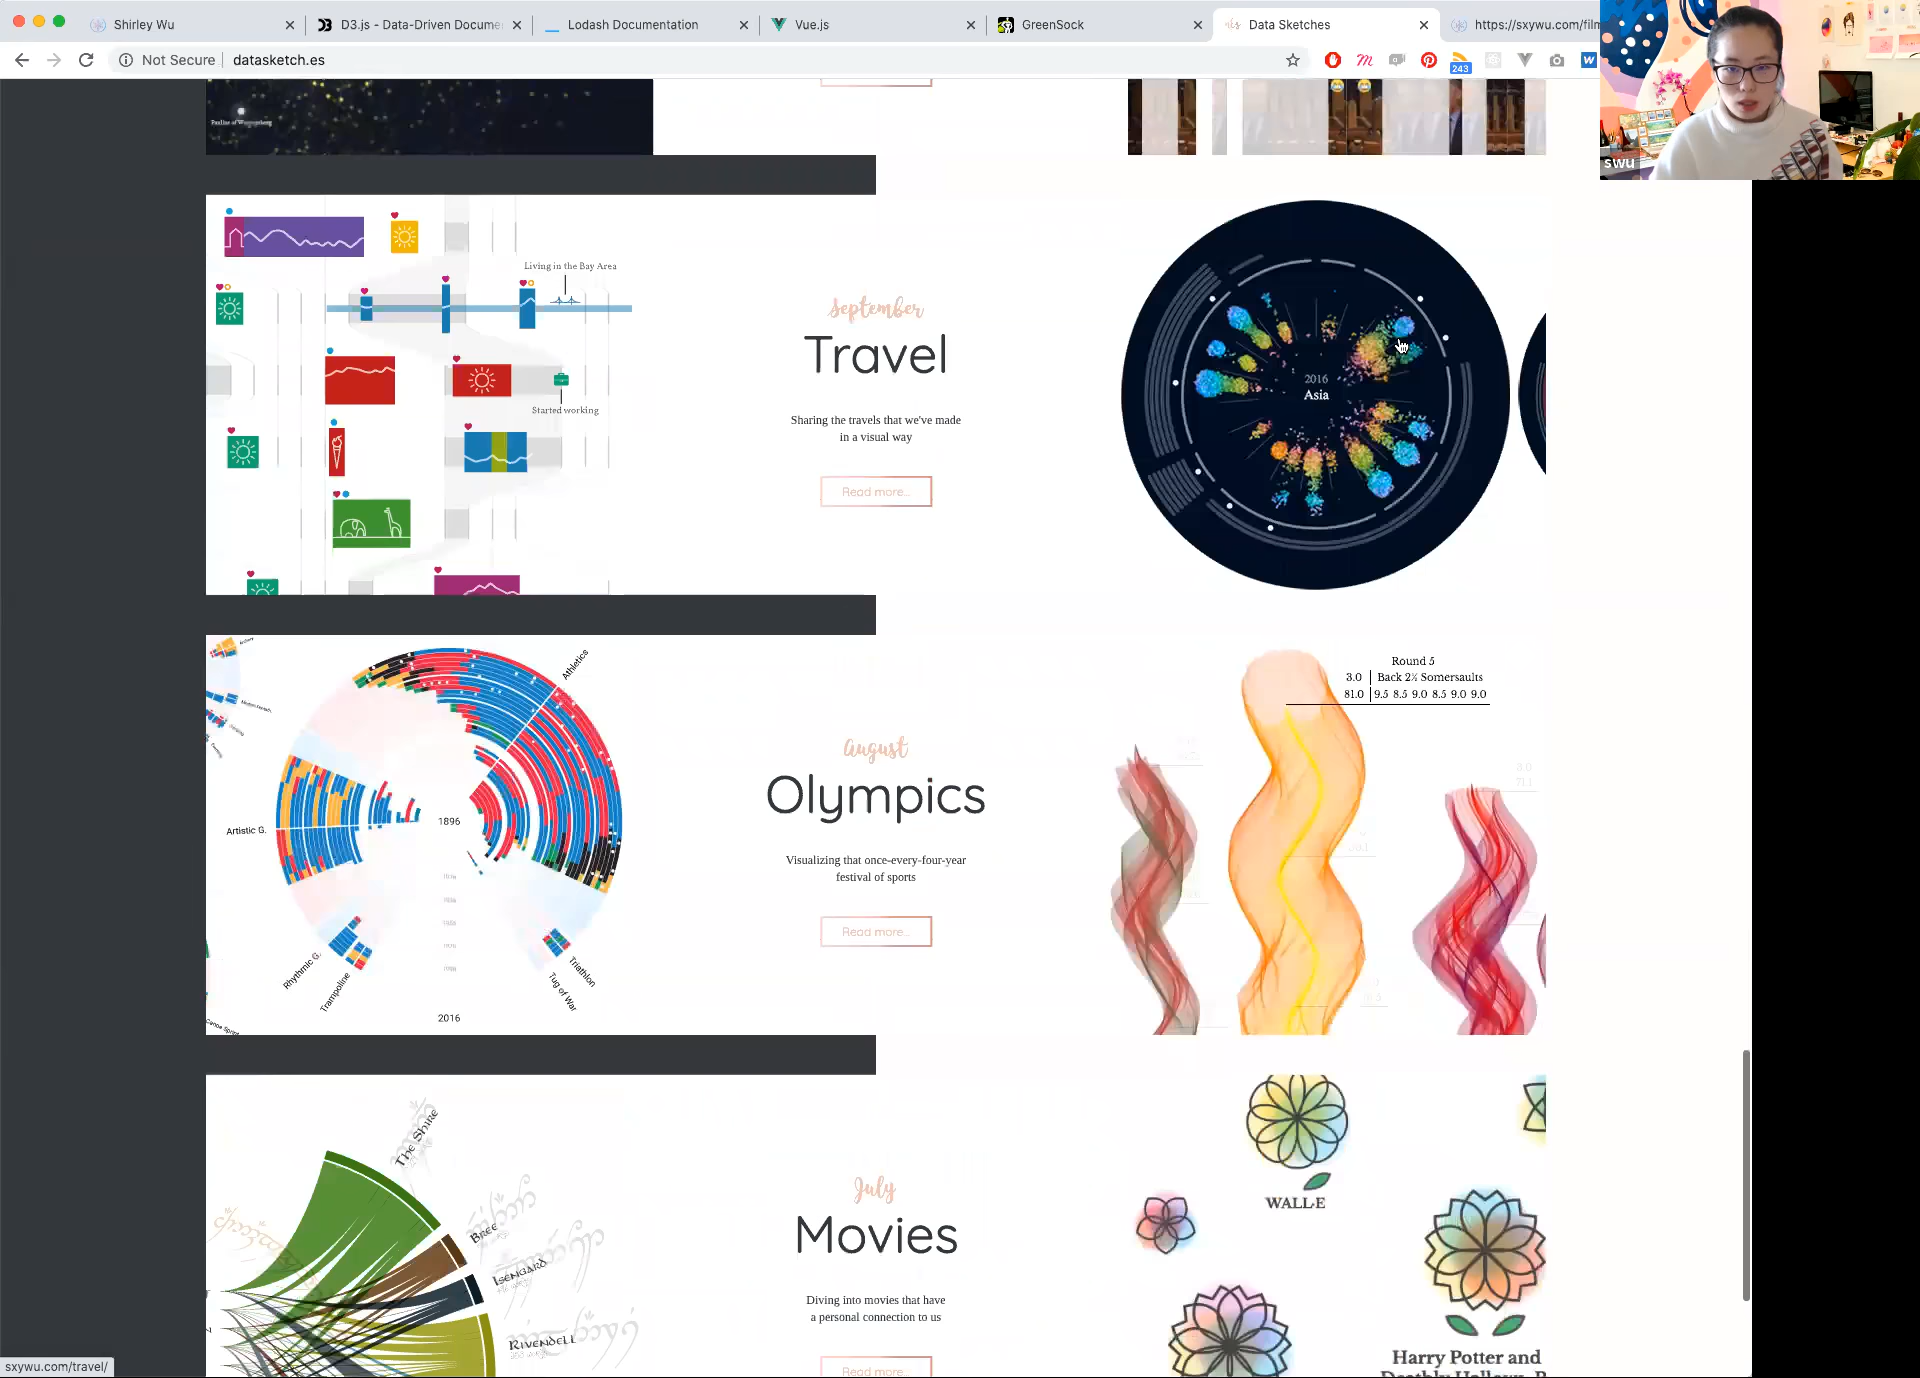 Shirley Wu
D3.js - Data-Driven Docume
Lodash Documentation
Vue.js
GreenSock
Data Sketches
https://sxywu.com/film
Not Secure
datasketch.es
243
swu
Living in the Bay Area
Started working
september
Travel
Sharing the travels that we've made
in a visual way
Read more...
2016
Asia
Athletics
Artistic G.
1896
Rhythmic G.
Trampoline
Triathlon
Tug of War
2016
august
Olympics
Visualizing that once-every-four-year
festival of sports
Read more...
Round 5
3.0 Back 2½ Somersaults
81.0 9.5 8.5 9.0 8.5 9.0 9.0
The Shire
Bree
Isengard
Rivendell
July
Movies
Diving into movies that have
a personal connection to us
Read more...
WALL·E
Harry Potter and
sxywu.com/travel/